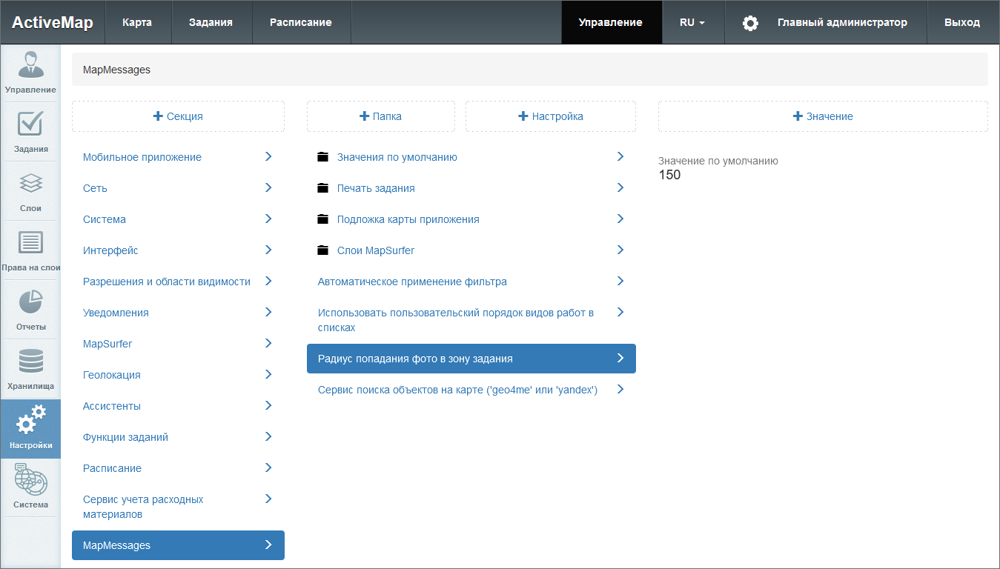 ActiveMap
Карта
Задания
Расписание
Управление
RU
Главный администратор
Выход
Управление
Задания
Слои
Права на слои
Отчеты
Хранилища
Настройки
Система
MapMessages
Секция
Мобильное приложение
Сеть
Система
Интерфейс
Разрешения и области видимости
Уведомления
MapSurfer
Геолокация
Ассистенты
Функции заданий
Расписание
Сервис учета расходных
материалов
MapMessages
Папка
Настройка
Значения по умолчанию
Печать задания
Подложка карты приложения
Слои MapSurfer
Автоматическое применение фильтра
Использовать пользовательский порядок видов работ в
списках
Радиус попадания фото в зону задания
Сервис поиска объектов на карте ('geo4me' или 'yandex')
Значение
Значение по умолчанию
150